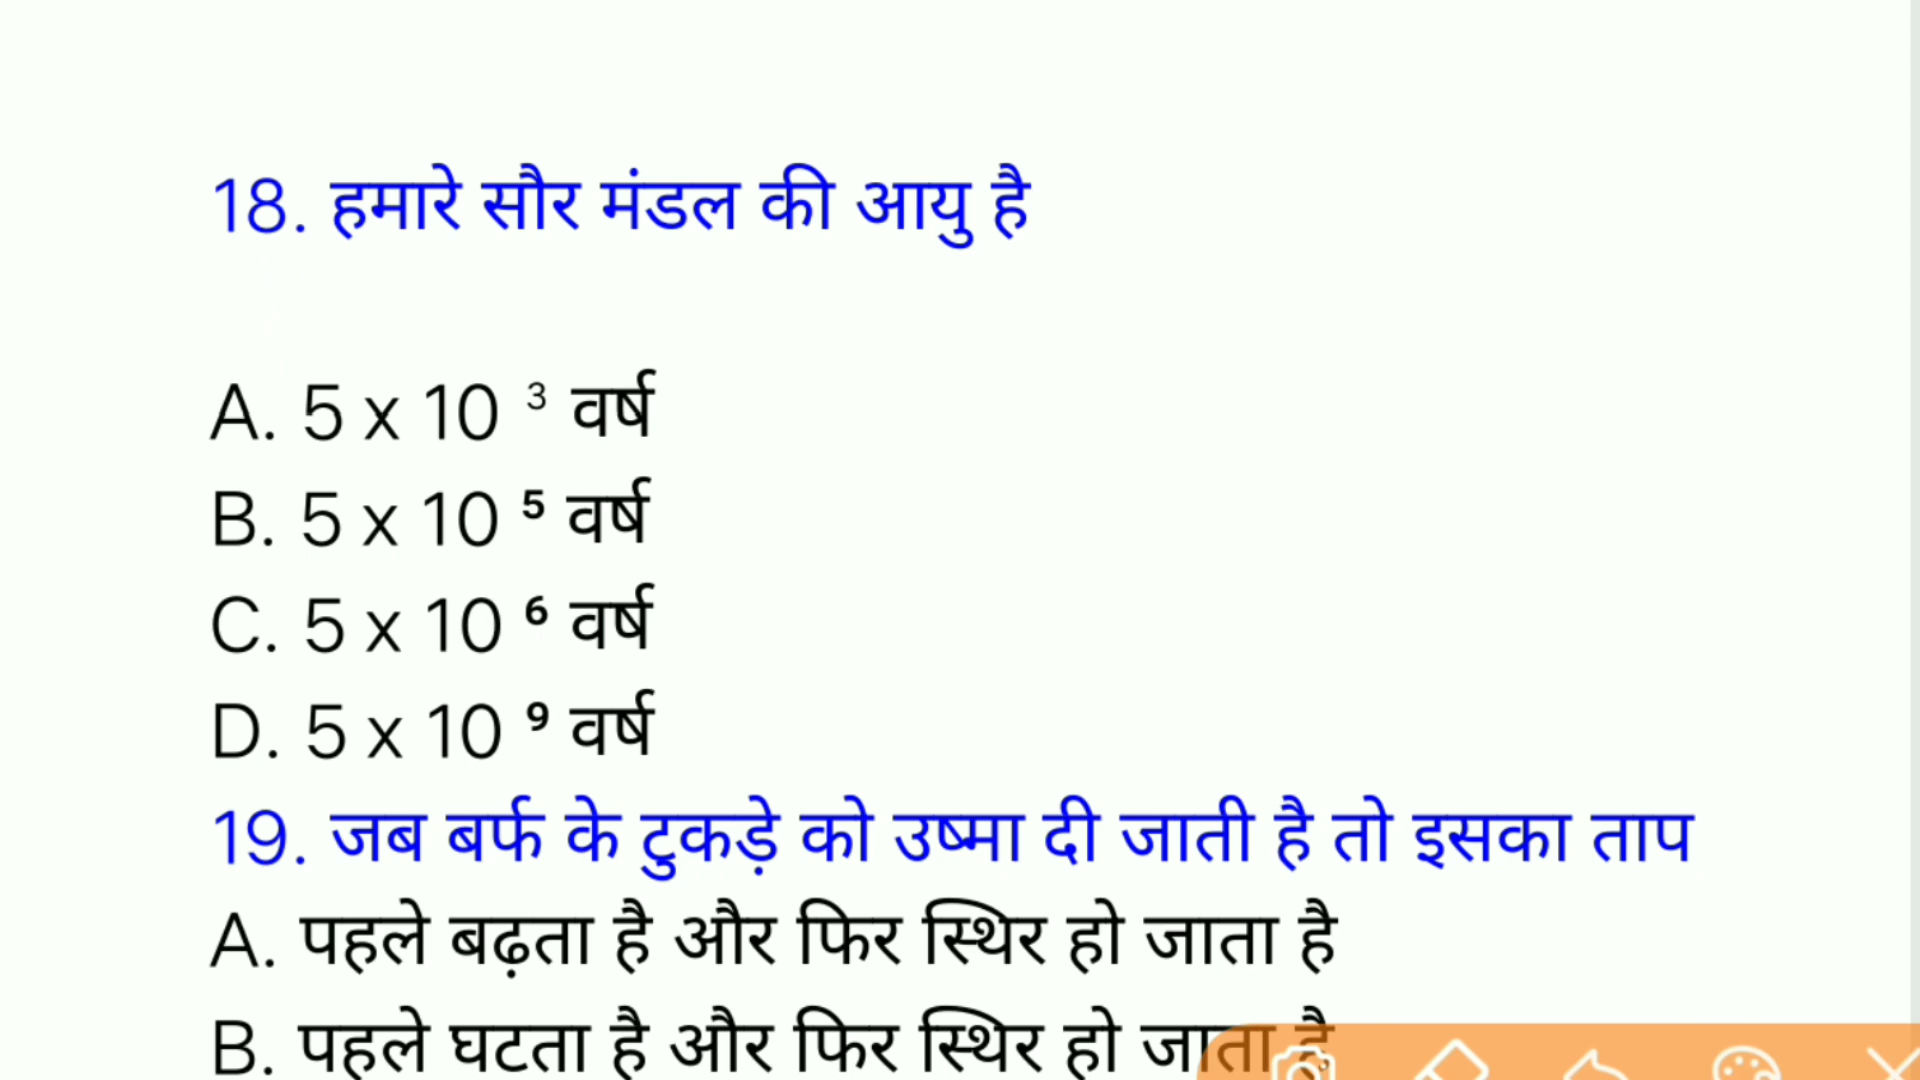 18. हमारे सौर मंडल की आयु है
A. 5 x 10 ³ वर्ष
B. 5 x 10 ⁵ वर्ष
C. 5 x 10 ⁶ वर्ष
D. 5 x 10 ⁹ वर्ष
19. जब बर्फ के टुकड़े को उष्मा दी जाती है तो इसका ताप
A. पहले बढ़ता है और फिर स्थिर हो जाता है
B. पहले घटता है और फिर स्थिर हो जाता है